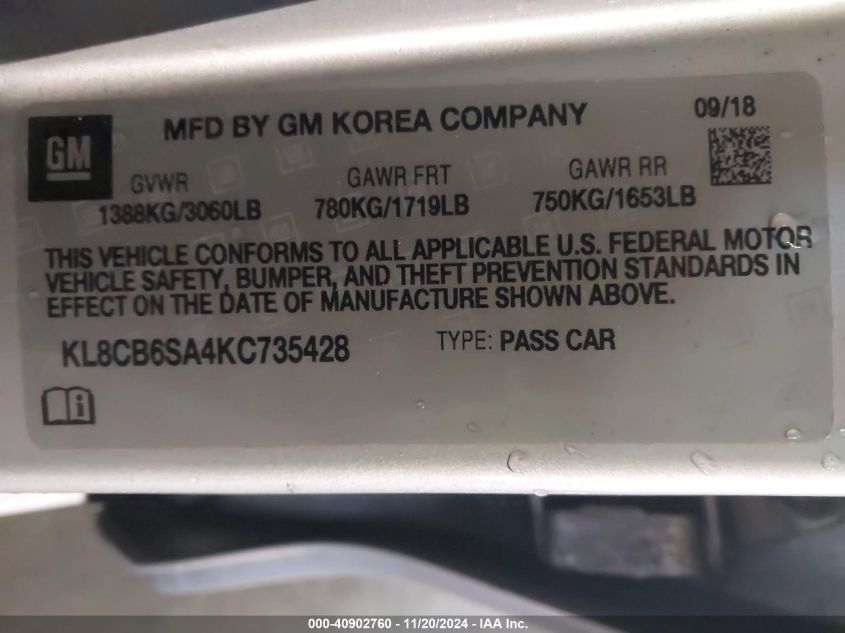 MFD BY GM KOREA COMPANY
09/18
GM
GVWR
GAWR FRT
GAWR RR
1388KG/3060LB
780KG/1719LB
750KG/1653LB
THIS VEHICLE CONFORMS TO ALL APPLICABLE U.S. FEDERAL MOTOR
VEHICLE SAFETY, BUMPER, AND THEFT PREVENTION STANDARDS IN
EFFECT ON THE DATE OF MANUFACTURE SHOWN ABOVE.
KL8CB6SA4KC735428
TYPE: PASS CAR
000-40902760 - 11/20/2024 - IAA Inc.